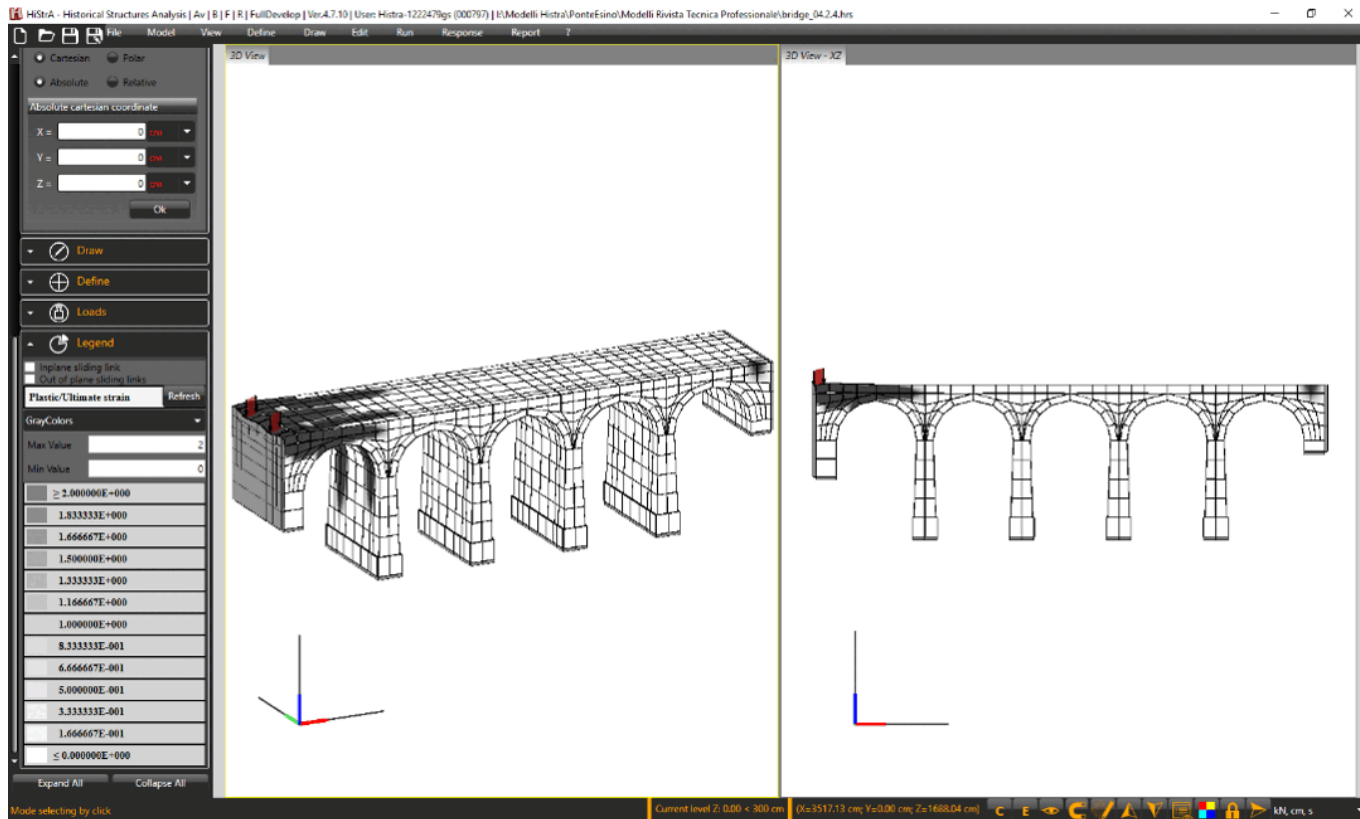 HiStrA - Historical Structures Analysis | Av | B | F | R | FullDevelop | Ver.4.7.10 | User: Histra-1222479gs (000797) | I:\Modelli Histra\PonteEsino\Modelli Rivista Tecnica Professionale\bridge_04.2.4.hrs
File Model View Define Draw Edit Run Response Report ?
Cartesian Polar
Absolute Relative
Absolute cartesian coordinate
X = 0 cm
Y = 0 cm
Z = 0 cm
Ok
Draw
Define
Loads
Legend
Inplane sliding link
Out of plane sliding links
Plastic/Ultimate strain Refresh
GrayColors
Max Value 2
Min Value 0
≥ 2.000000E+000
1.833333E+000
1.666667E+000
1.500000E+000
1.333333E+000
1.166667E+000
1.000000E+000
8.333333E-001
6.666667E-001
5.000000E-001
3.333333E-001
1.666667E-001
≤ 0.000000E+000
Expand All Collapse All
3D View
3D View - XZ
Mode selecting by click
Current level Z: 0.00 < 300 cm
(X=3517.13 cm; Y=0.00 cm; Z=1688.04 cm)
C E
kN, cm, s